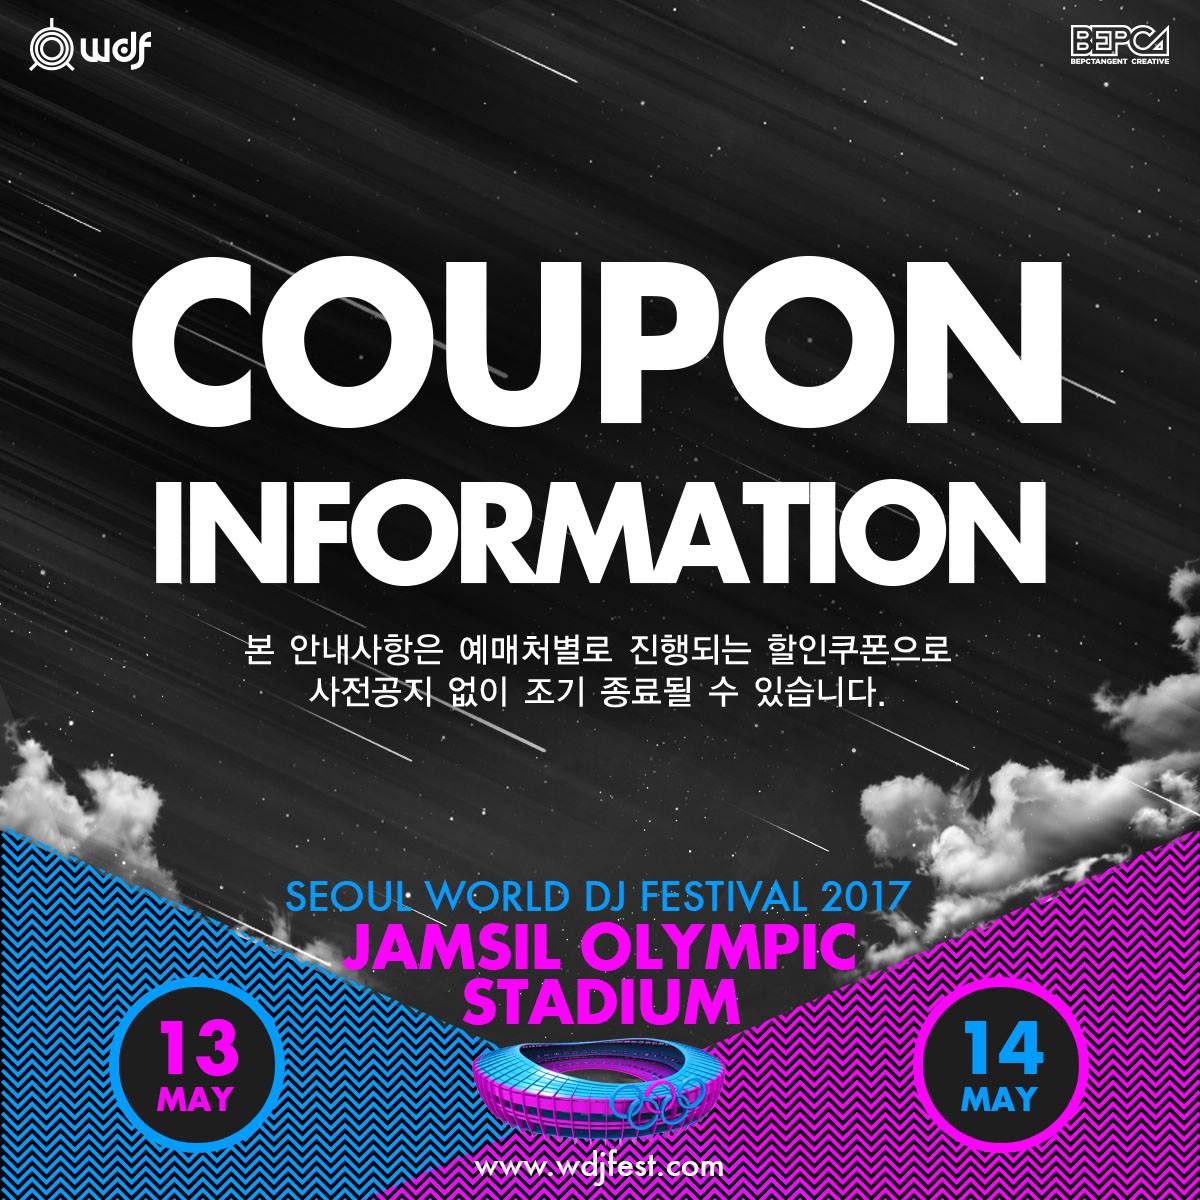 wdf
BEPCA
BEPCTANGENT CREATIVE
COUPON
INFORMATION
본 안내사항은 예매처별로 진행되는 할인쿠폰으로
사전공지 없이 조기 종료될 수 있습니다.
SEOUL WORLD DJ FESTIVAL 2017
JAMSIL OLYMPIC
STADIUM
13
MAY
14
MAY
www.wdjfest.com